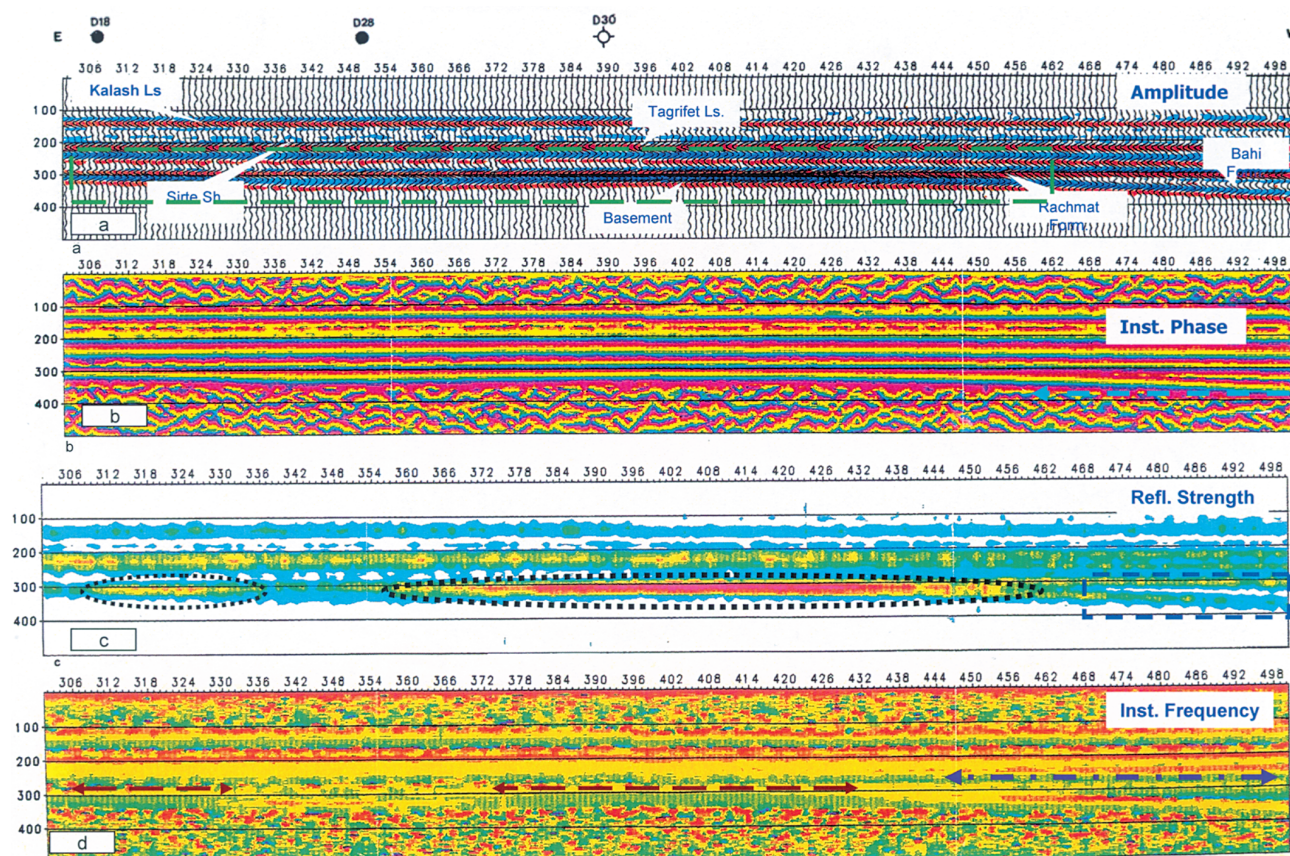 D18 D28 D30
E
306 312 318 324 330 336 342 348 354 360 366 372 378 384 390 396 402 408 414 420 426 432 438 444 450 456 462 468 474 480 486 492 498
Kalash Ls
Amplitude
100
Tagrifet Ls.
200
Bahi
Form
300
Sirte Sh
Basement
Rachmat
Form.
400
a
a
306 312 318 324 330 336 342 348 354 360 366 372 378 384 390 396 402 408 414 420 426 432 438 444 450 456 462 468 474 480 486 492 498
100
Inst. Phase
200
300
400
b
b
306 312 318 324 330 336 342 348 354 360 366 372 378 384 390 396 408 414 420 426 432 438 444 450 456 462 468 474 480 486 492 498
Refl. Strength
100
200
300
400
c
c
306 312 318 324 330 336 342 348 354 360 366 372 378 384 390 396 402 408 414 420 426 432 438 444 450 456 462 468 474 480 486 492 498
Inst. Frequency
100
200
300
400
d